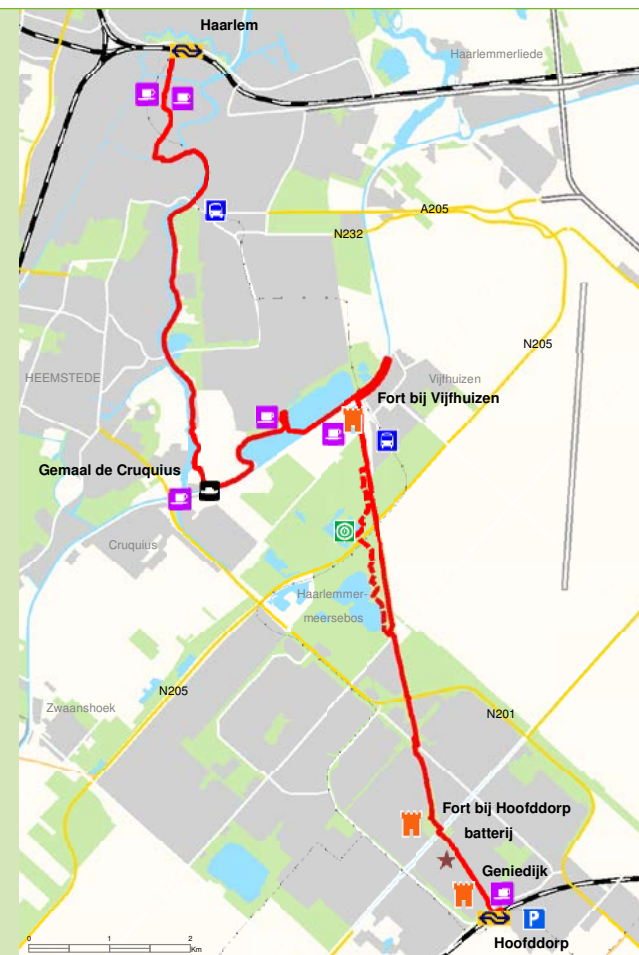 Haarlem
Haarlemmerliede
A205
N232
N205
HEEMSTEDE
Vijfhuizen
Fort bij Vijfhuizen
Gemaal de Cruquius
Cruquius
Haarlemmer-
meersebos
N205
Zwaanshoek
N201
Fort bij Hoofddorp
batterij
Geniedijk
P
Hoofddorp
0 1 2
Km